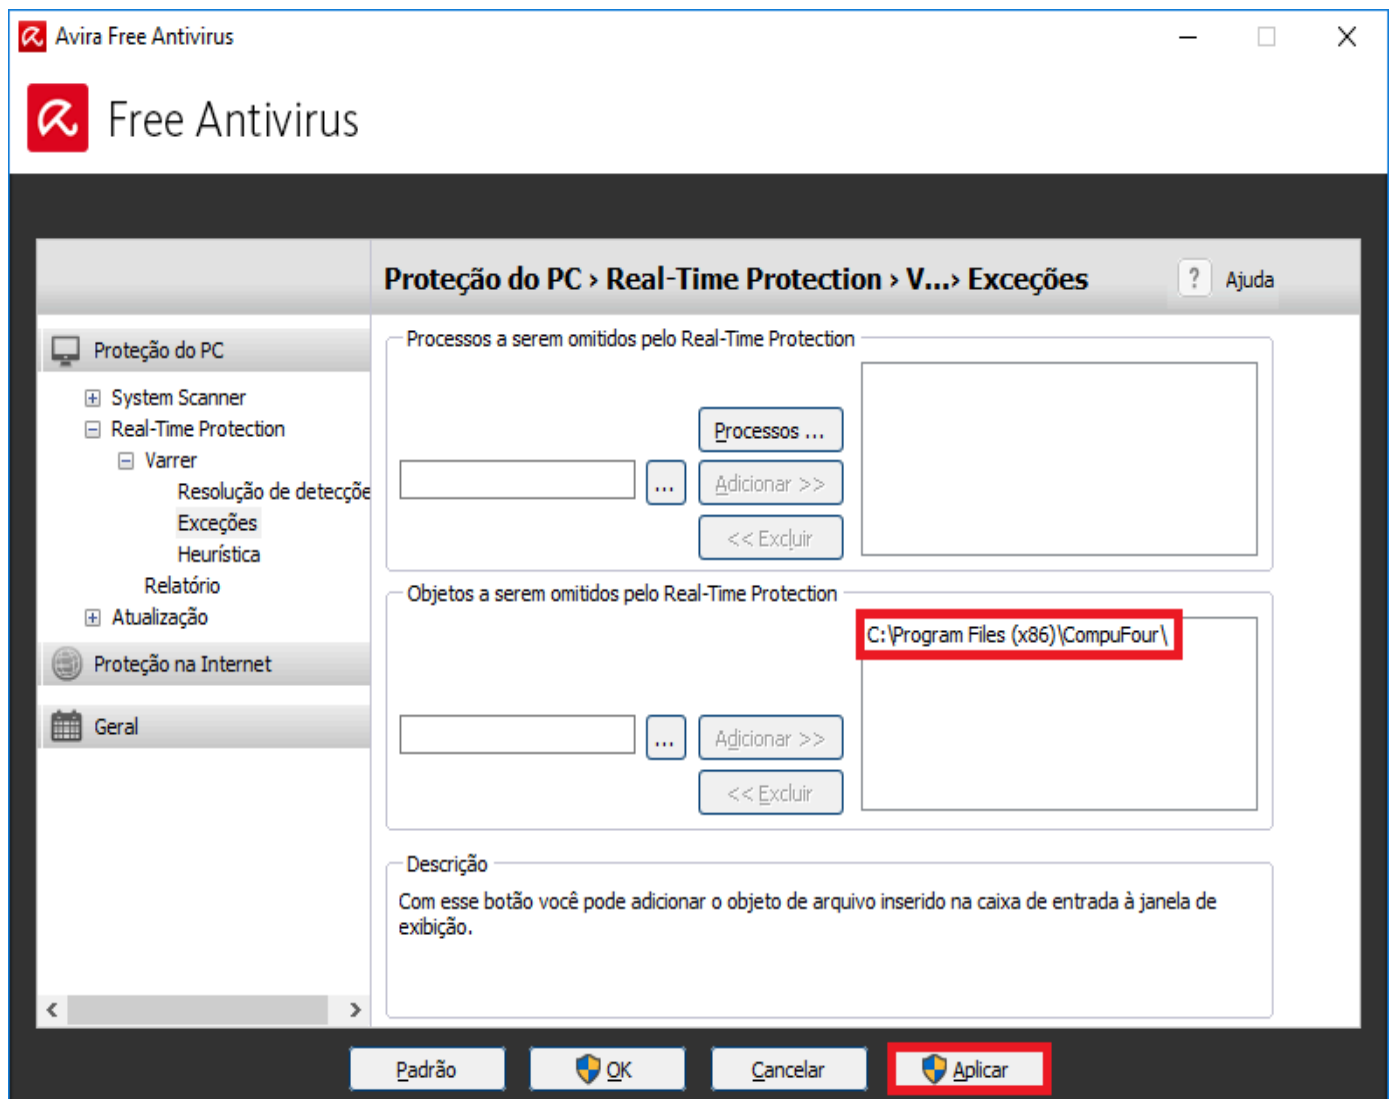 Avira Free Antivirus
Free Antivirus
Proteção do PC › Real-Time Protection › V...› Exceções
? Ajuda
Proteção do PC
System Scanner
Real-Time Protection
Varrer
Resolução de detecçõe
Exceções
Heurística
Relatório
Atualização
Proteção na Internet
Geral
Processos a serem omitidos pelo Real-Time Protection
Processos ...
...
Adicionar >>
<< Excluir
Objetos a serem omitidos pelo Real-Time Protection
C:\Program Files (x86)\CompuFour\
...
Adicionar >>
<< Excluir
Descrição
Com esse botão você pode adicionar o objeto de arquivo inserido na caixa de entrada à janela de
exibição.
Padrão
OK
Cancelar
Aplicar